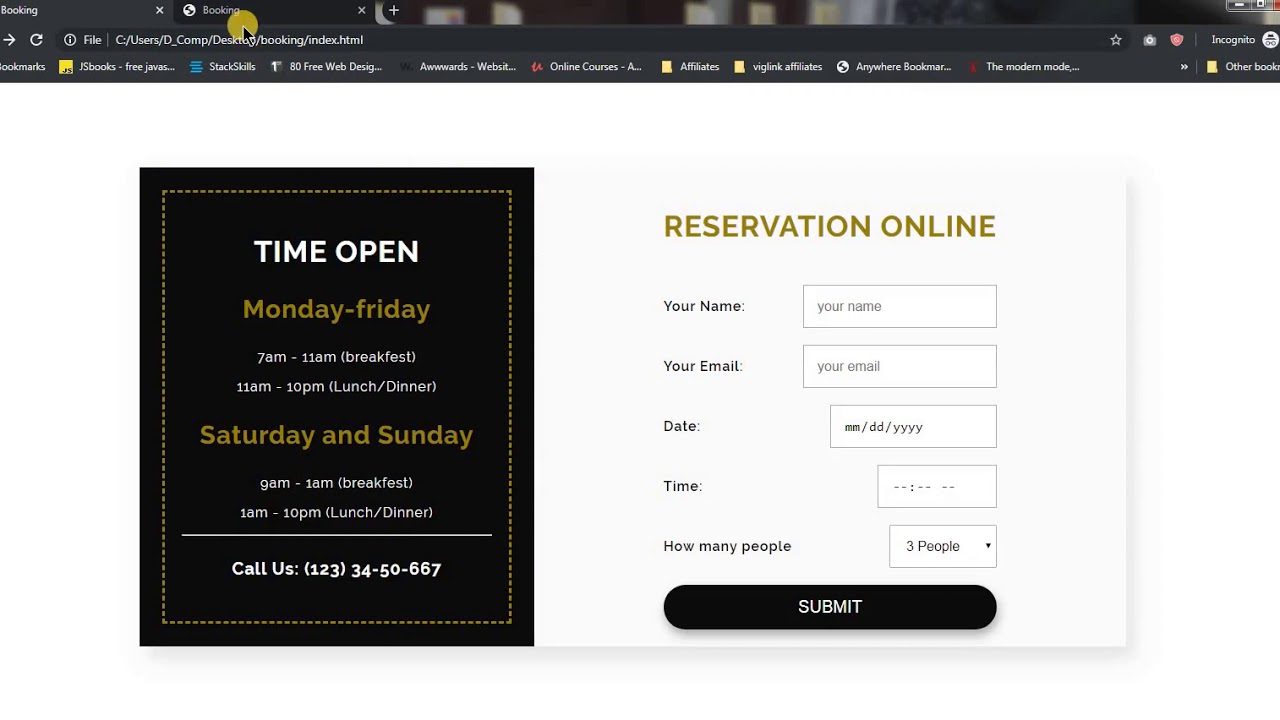 Booking
Booking
File
C:/Users/D_Comp/Desktop/booking/index.html
Incognito
ookmarks
JSbooks - free javas...
StackSkills
80 Free Web Desig...
Awwwards - Websit...
Online Courses - A...
Affiliates
viglink affiliates
Anywhere Bookmar...
The modern mode,...
»
Other bookr
TIME OPEN
Monday-friday
7am - 11am (breakfest)
11am - 10pm (Lunch/Dinner)
Saturday and Sunday
9am - 1am (breakfest)
1am - 10pm (Lunch/Dinner)
Call Us: (123) 34-50-667
RESERVATION ONLINE
Your Name:
your name
Your Email:
your email
Date:
mm/dd/yyyy
Time:
--:-- --
How many people
3 People
SUBMIT